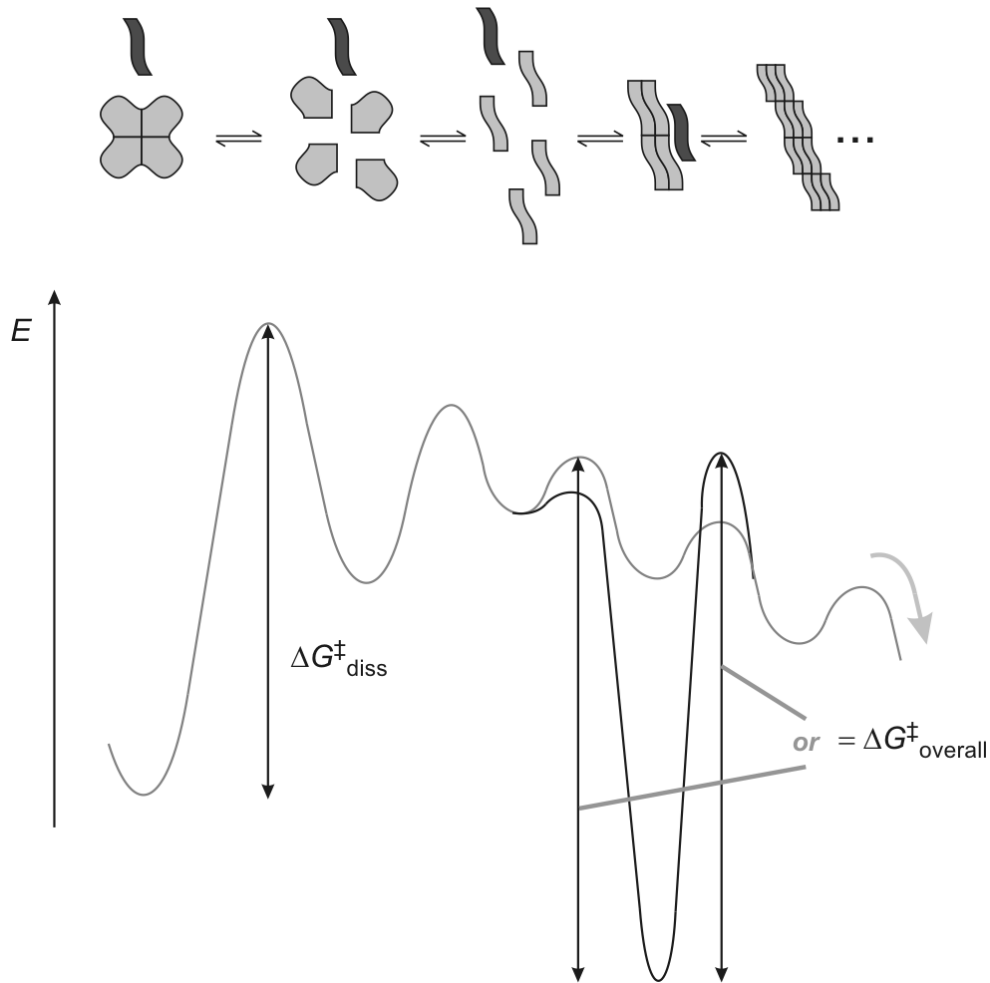 ...
E
ΔG‡diss
or = ΔG‡overall